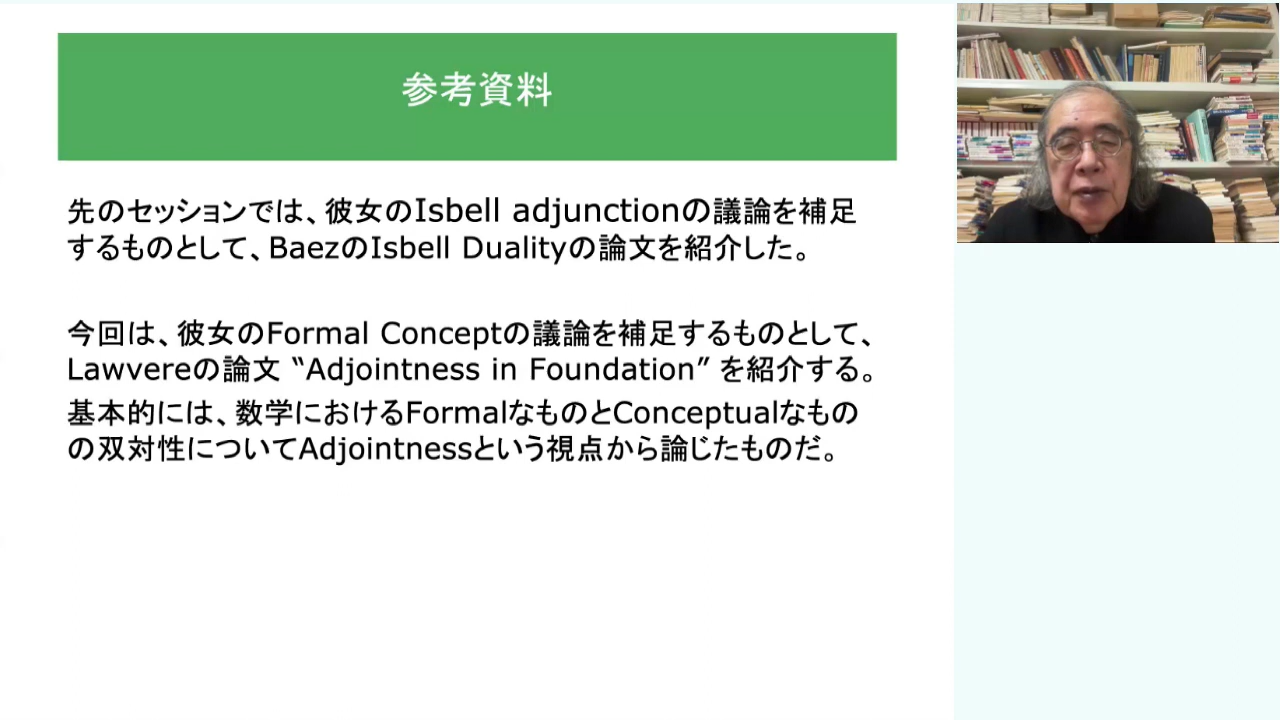 参考資料
先のセッションでは、彼女のIsbell adjunctionの議論を補足
するものとして、BaezのIsbell Dualityの論文を紹介した。
今回は、彼女のFormal Conceptの議論を補足するものとして、
Lawvereの論文 “Adjointness in Foundation” を紹介する。
基本的には、数学におけるFormalなものとConceptualなもの
の双対性についてAdjointnessという視点から論じたものだ。